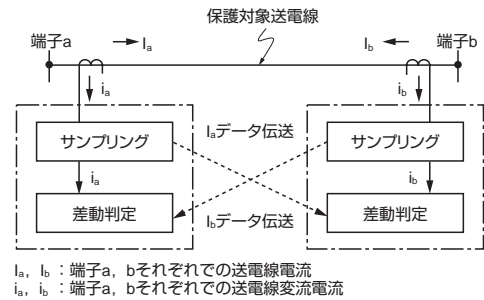 保護対象送電線
端子a
Ia
Ib
端子b
ia
ib
サンプリング
Iaデータ伝送
サンプリング
ia
ib
差動判定
Ibデータ伝送
差動判定
Ia, Ib ：端子a, bそれぞれでの送電線電流
ia, ib ：端子a, bそれぞれでの送電線変流電流